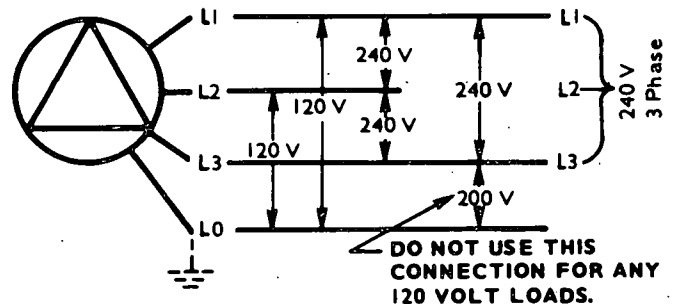 L1
L2
L3
L0
240 V
120 V
240 V
120 V
240 V
200 V
L1
L2
L3
240 V
3 Phase
DO NOT USE THIS
CONNECTION FOR ANY
120 VOLT LOADS.